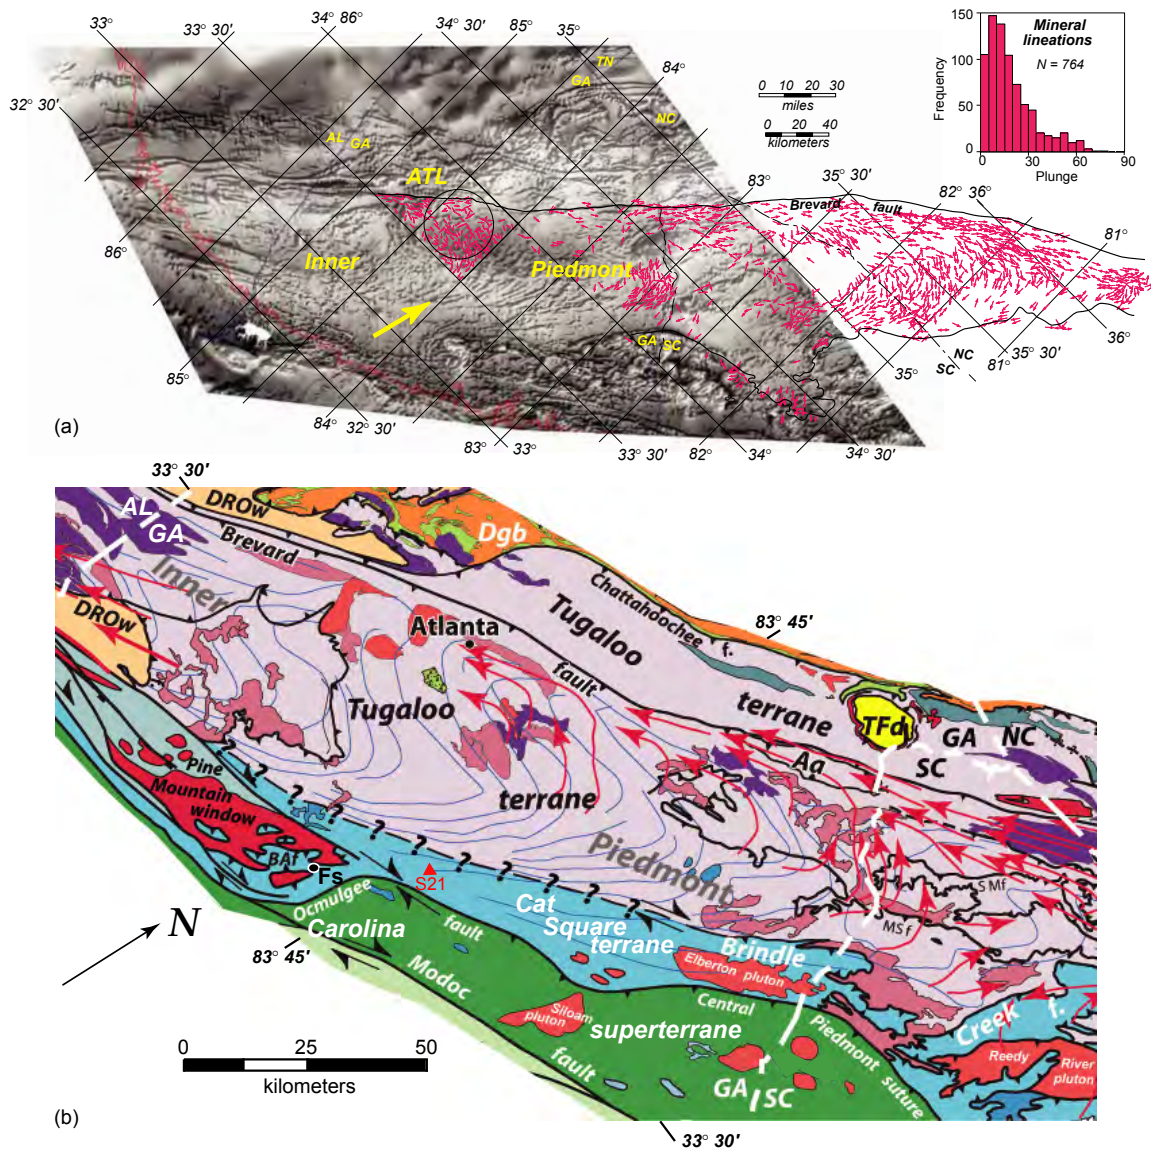 33°
33° 30'
34° 86°
34° 30'
85°
35°
84°
32° 30'
TN
GA
NC
AL
GA
ATL
0 10 20 30
miles
0 20 40
kilometers
150
100
50
0
Frequency
Mineral
lineations
N = 764
0 30 60 90
Plunge
83°
35° 30'
82° 36°
Brevard fault
81°
86°
Inner
Piedmont
GA SC
36°
35° 30'
81°
NC
SC
35°
85°
84° 32° 30'
83° 33°
33° 30'
82°
34°
34° 30'
(a)
33° 30'
AL
GA
DROw
Dgb
Brevard
Inner
DROw
Chattahoochee
f.
83° 45'
Tugaloo
Atlanta
fault
terrane
TFd
GA
NC
SC
Tugaloo
Aa
terrane
Pine
Mountain
window
BAf
Fs
? ? ? ? ? ? ? ? ?
Piedmont
S Mf
MS f
S21
Ocmulgee
fault
Cat
Square
terrane
Brindle
Creek
f.
N
Carolina
83° 45'
Modoc
fault
Elberton pluton
Central
Piedmont
suture
Siloam
pluton
superterrane
Reedy
River
pluton
GA
SC
0 25 50
kilometers
(b)
33° 30'